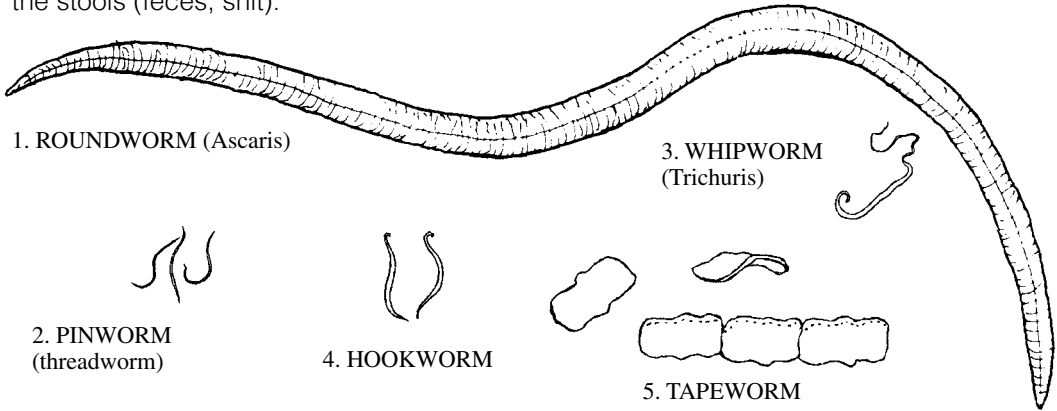 the stools (feces, shit).
1. ROUNDWORM (Ascaris)
3. WHIPWORM
(Trichuris)
2. PINWORM
(threadworm)
4. HOOKWORM
5. TAPEWORM